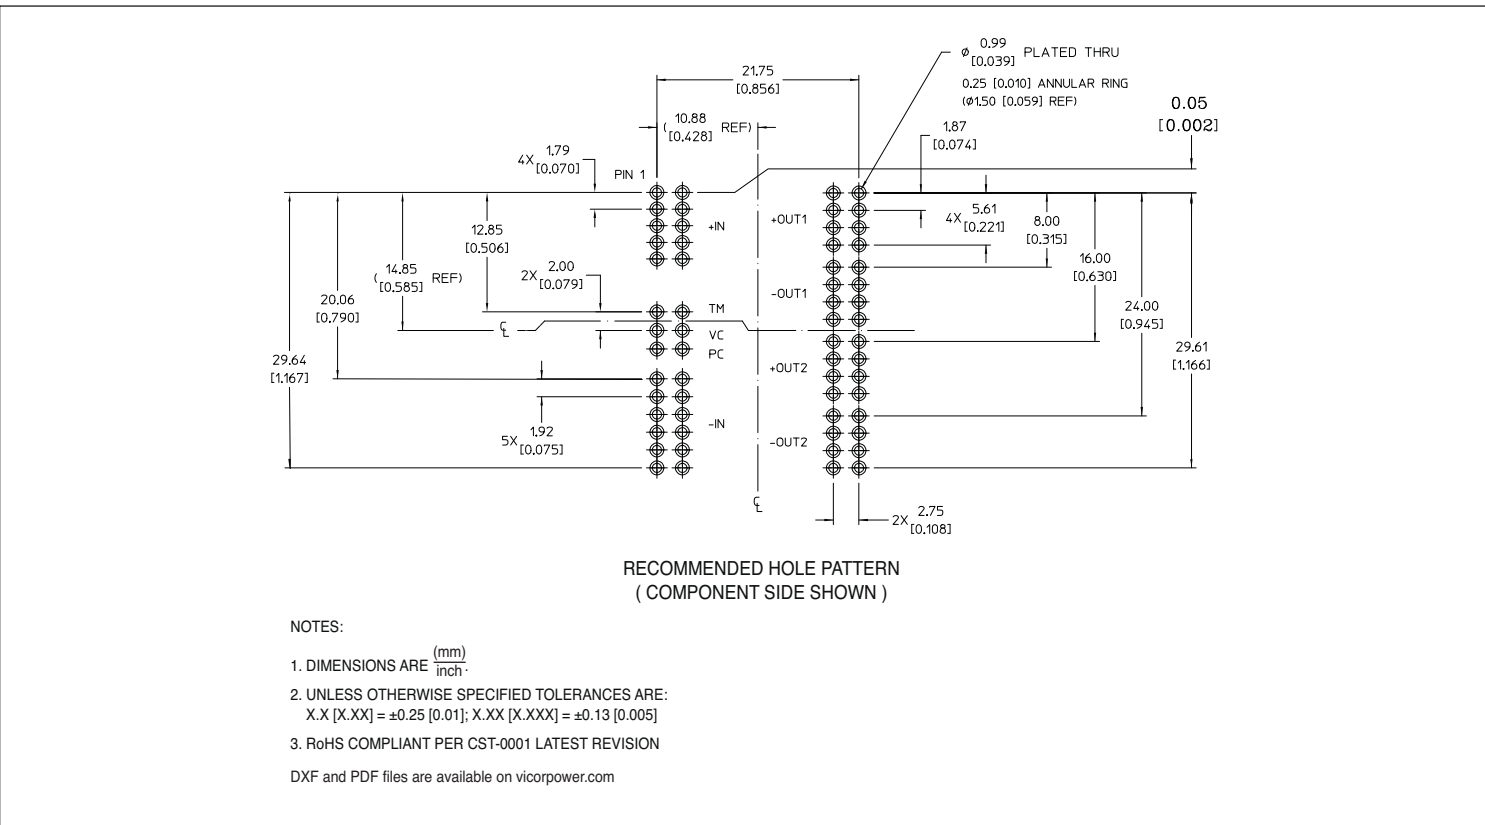 0.99
Ø [0.039] PLATED THRU
0.25 [0.010] ANNULAR RING
(Ø1.50 [0.059] REF)
21.75
[0.856]
10.88
( [0.428] REF)
0.05
[0.002]
1.87
[0.074]
1.79
4X [0.070]
PIN 1
+IN
+OUT1
5.61
4X [0.221]
8.00
[0.315]
12.85
[0.506]
16.00
[0.630]
14.85
( [0.585] REF)
2.00
2X [0.079]
-OUT1
20.06
[0.790]
TM
24.00
[0.945]
℄
VC
PC
29.64
[1.167]
29.61
[1.166]
+OUT2
1.92
5X [0.075]
-IN
-OUT2
℄
2.75
2X [0.108]
RECOMMENDED HOLE PATTERN
( COMPONENT SIDE SHOWN )
NOTES:
1. DIMENSIONS ARE (mm)
inch.
2. UNLESS OTHERWISE SPECIFIED TOLERANCES ARE:
X.X [X.XX] = ±0.25 [0.01]; X.XX [X.XXX] = ±0.13 [0.005]
3. RoHS COMPLIANT PER CST-0001 LATEST REVISION
DXF and PDF files are available on vicorpower.com